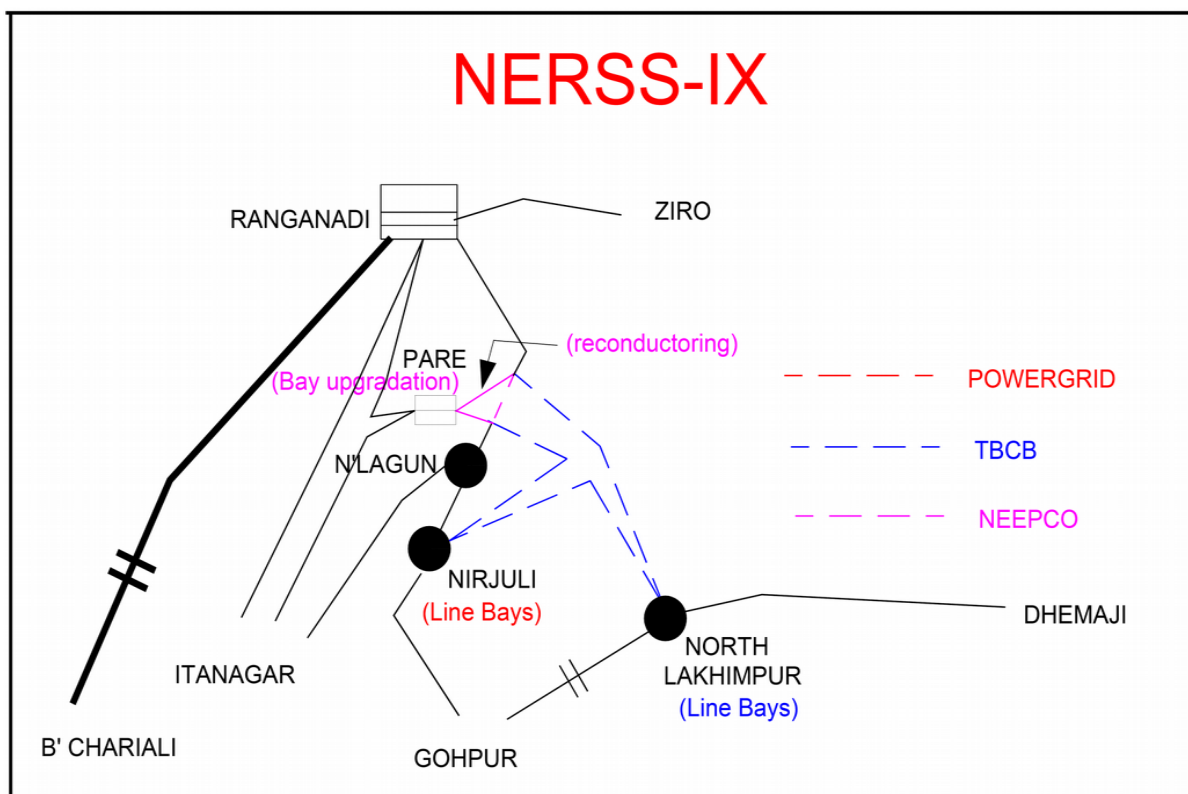 NERSS-IX
RANGANADI
ZIRO
PARE
(reconductoring)
(Bay upgradation)
POWERGRID
TBCB
N'LAGUN
NEEPCO
NIRJULI
(Line Bays)
DHEMAJI
NORTH
LAKHIMPUR
(Line Bays)
ITANAGAR
B' CHARIALI
GOHPUR